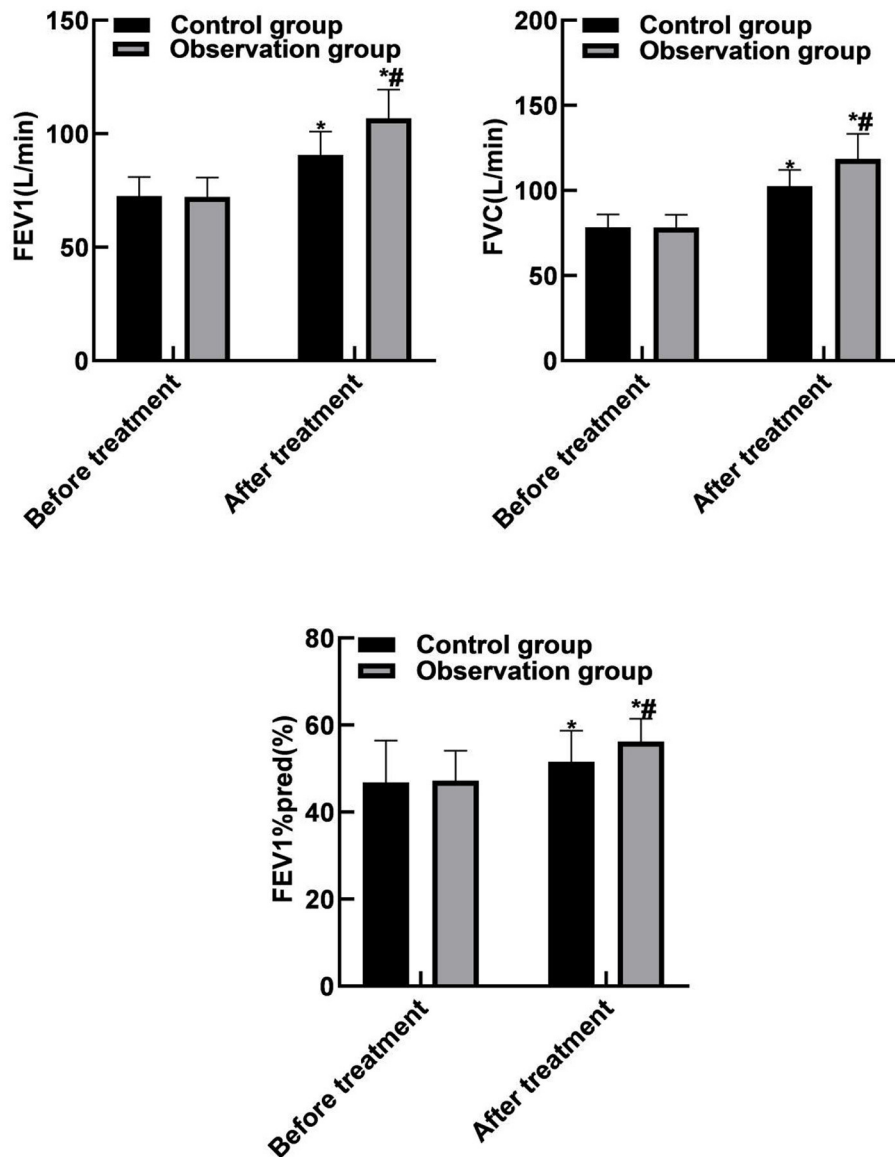 Control group
Observation group
FEV1(L/min)
150
100
50
0
*
*#
Before treatment
After treatment
Control group
Observation group
FVC(L/min)
200
150
100
50
0
*
*#
Before treatment
After treatment
Control group
Observation group
FEV1%pred(%)
80
60
40
20
0
*
*#
Before treatment
After treatment